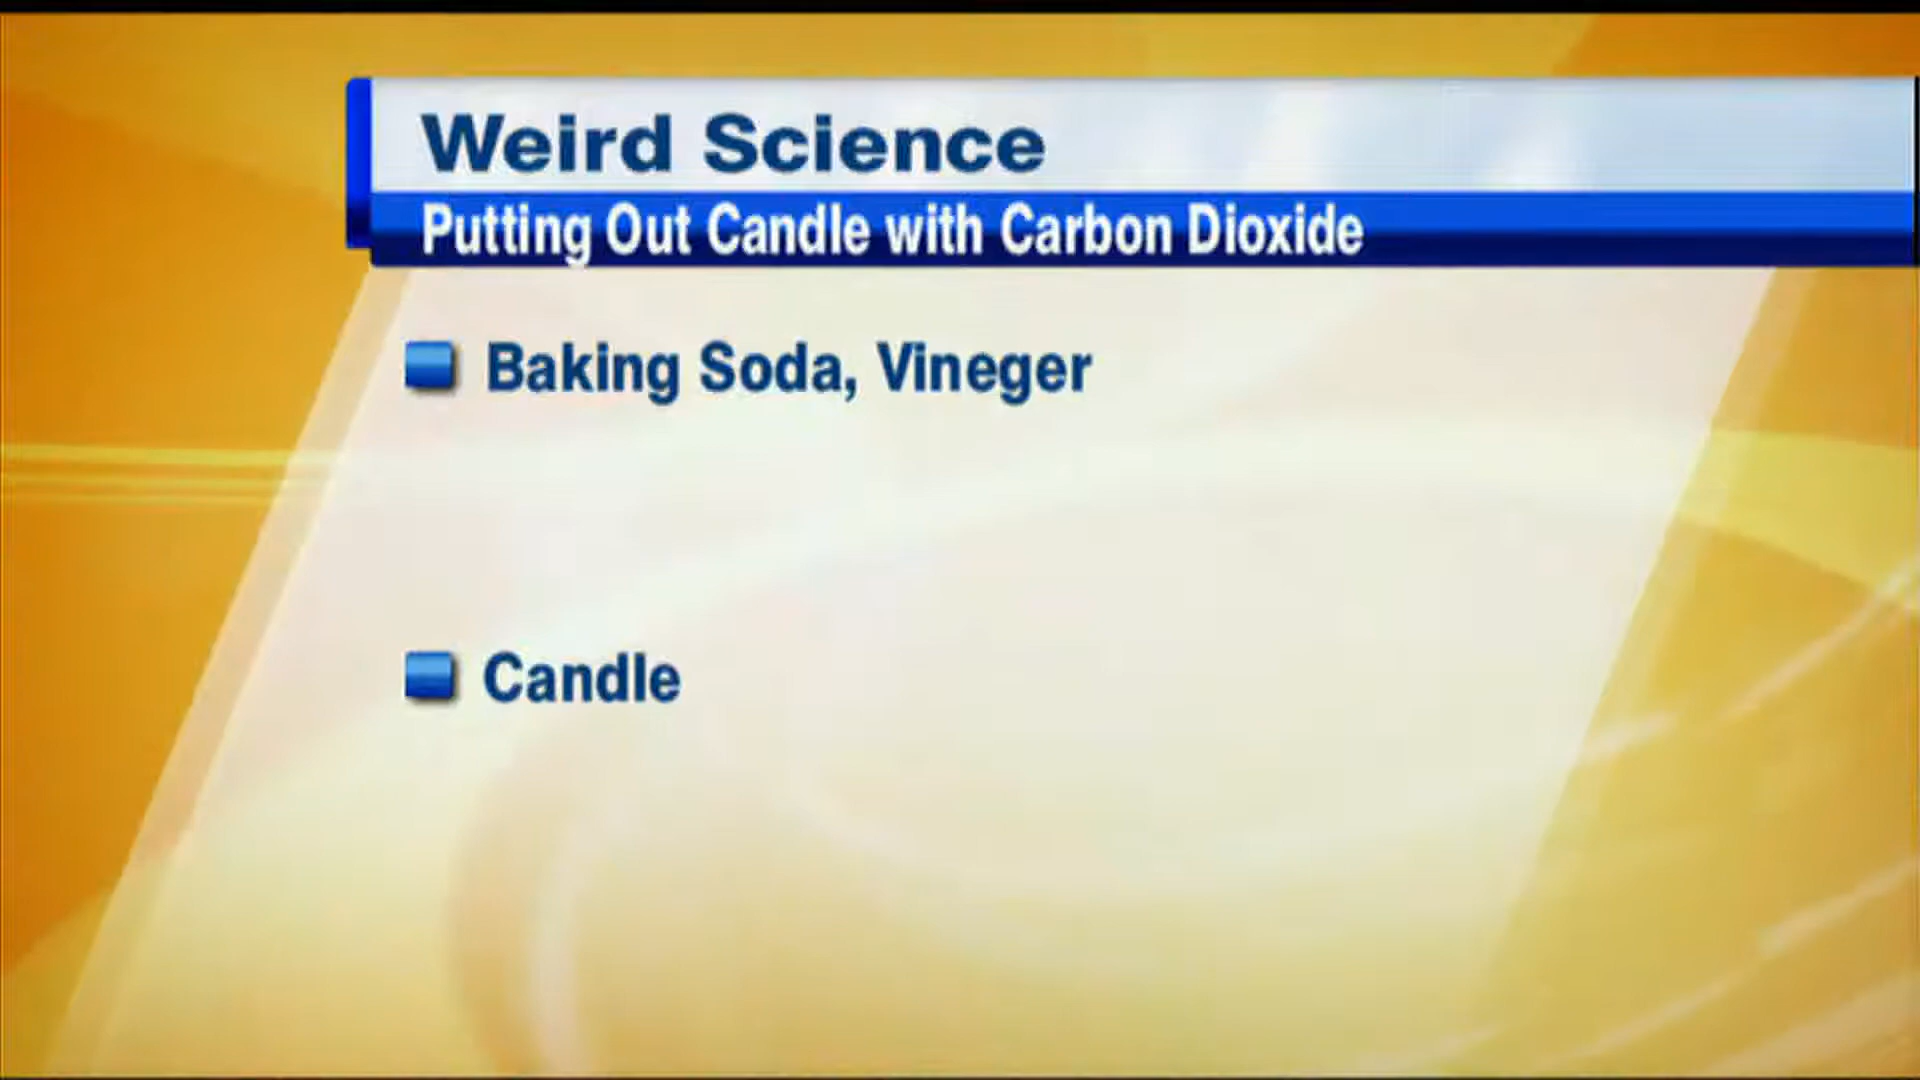 Weird Science
Putting Out Candle with Carbon Dioxide
Baking Soda, Vineger
Candle